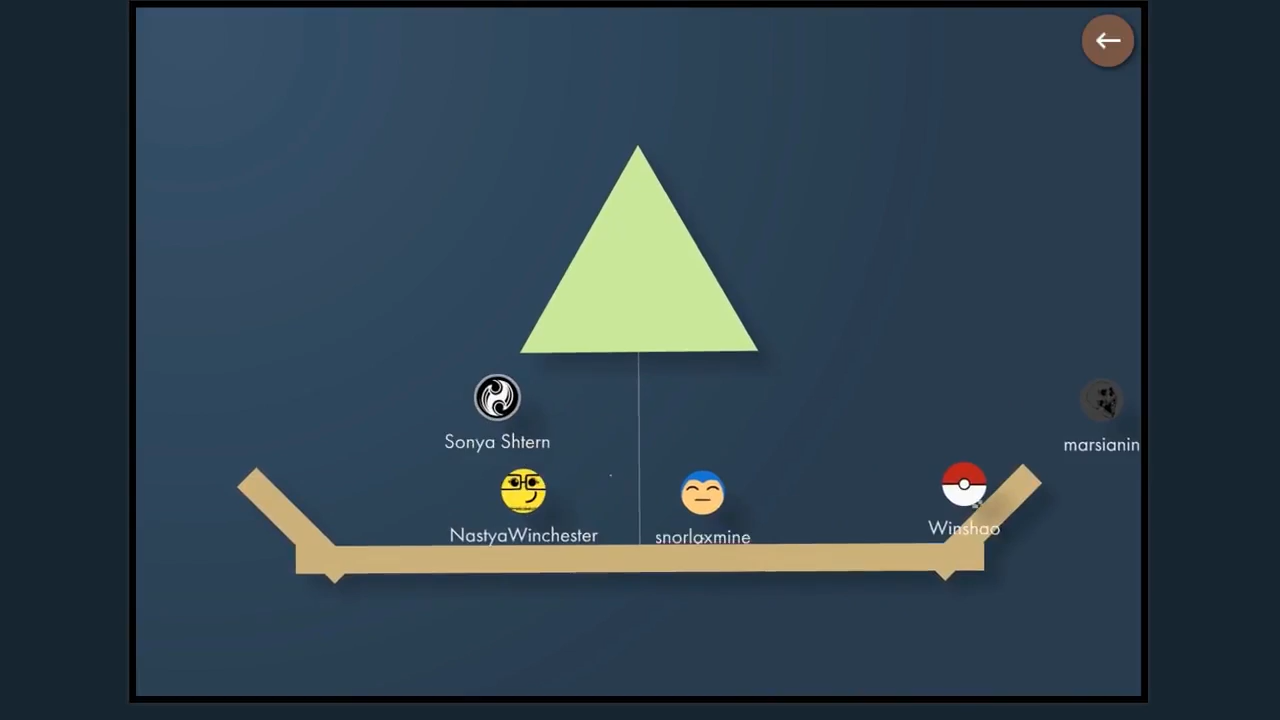 Sonya Shtern
marsianin
NastyaWinchester
snorlaxmine
Winshao